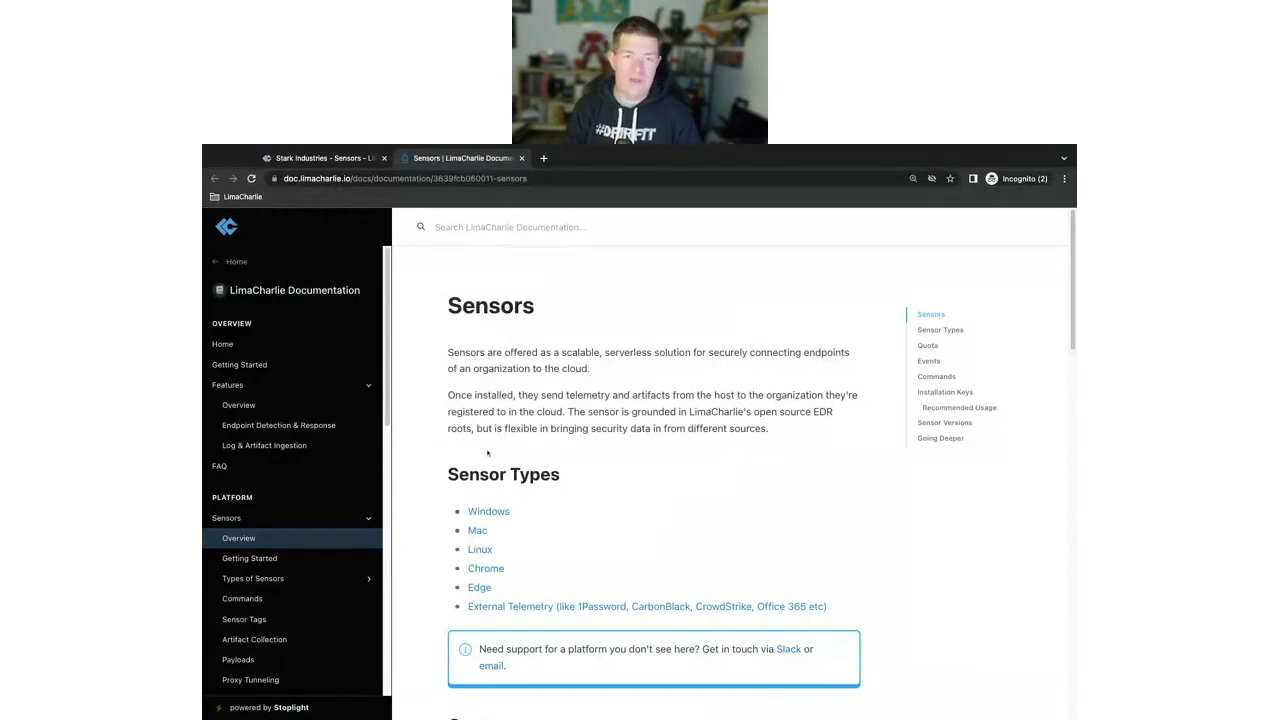 #DFIRFIT
Stark Industries - Sensors - Li
Sensors | LimaCharlie Docume
doc.limacharlie.io/docs/documentation/3639fcb060011-sensors
Incognito (2)
LimaCharlie
Search LimaCharlie Documentation...
Home
LimaCharlie Documentation
OVERVIEW
Home
Getting Started
Features
Overview
Endpoint Detection & Response
Log & Artifact Ingestion
FAQ
PLATFORM
Sensors
Overview
Getting Started
Types of Sensors
Commands
Sensor Tags
Artifact Collection
Payloads
Proxy Tunneling
powered by Stoplight
Sensors
Sensors are offered as a scalable, serverless solution for securely connecting endpoints
of an organization to the cloud.
Once installed, they send telemetry and artifacts from the host to the organization they're
registered to in the cloud. The sensor is grounded in LimaCharlie's open source EDR
roots, but is flexible in bringing security data in from different sources.
Sensor Types
Windows
Mac
Linux
Chrome
Edge
External Telemetry (like 1Password, CarbonBlack, CrowdStrike, Office 365 etc)
Need support for a platform you don't see here? Get in touch via Slack or
email.
Sensors
Sensor Types
Quota
Events
Commands
Installation Keys
Recommended Usage
Sensor Versions
Going Deeper